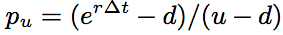 p_u = (e^{rΔt} − d)/(u − d)